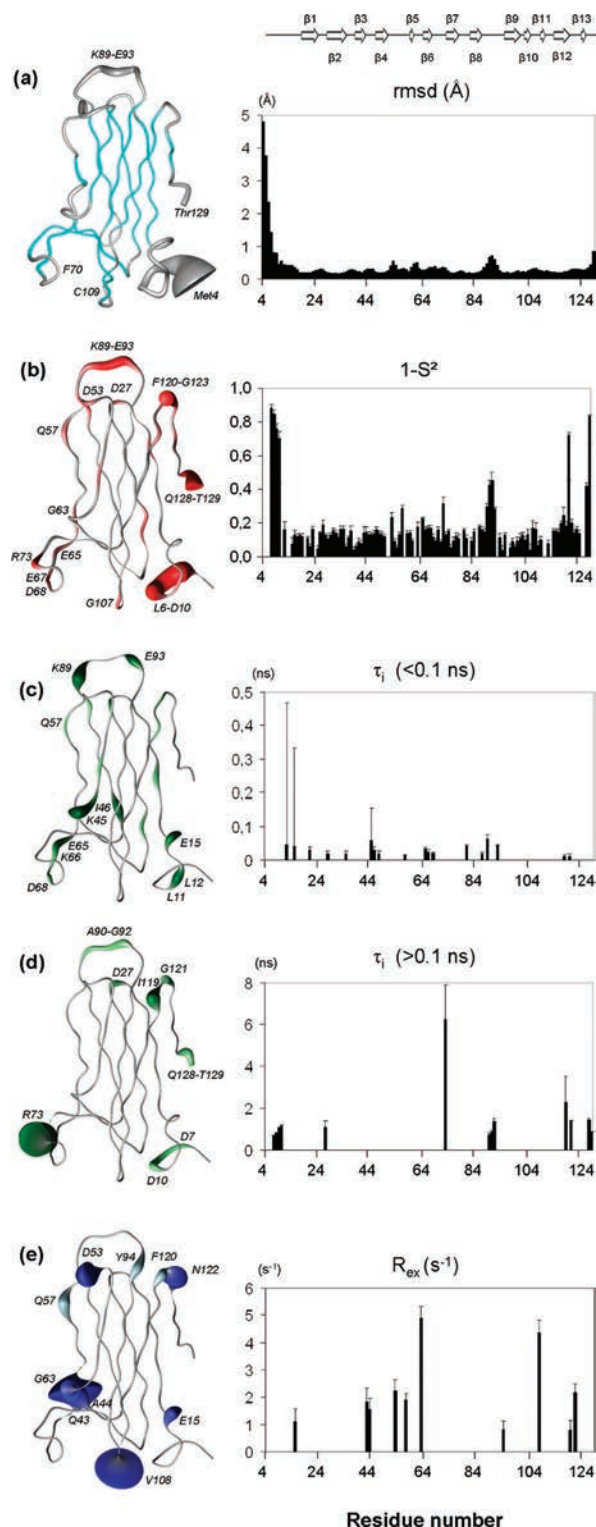 β1 β3 β5 β7 β9 β11 β13
β2 β4 β6 β8 β10 β12
(a)
K89-E93
Thr129
F70
C109
Met4
rmsd (Å)
(Å)
5
4
3
2
1
0
4 24 44 64 84 104 124
(b)
K89-E93
D53 D27
F120-G123
Q57
Q128-T129
G63
R73
E65
E67
D68
G107
L6-D10
1-S²
1,0
0,8
0,6
0,4
0,2
0,0
4 24 44 64 84 104 124
(c)
K89
E93
Q57
I46
K45
E65
K66
D68
E15
L12
L11
τi (<0.1 ns)
(ns)
0,5
0,4
0,3
0,2
0,1
0
4 24 44 64 84 104 124
(d)
A90-G92
D27
I119
G121
Q128-T129
R73
D7
D10
τi (>0.1 ns)
(ns)
8
6
4
2
0
4 24 44 64 84 104 124
(e)
D53
Y94
F120
N122
Q57
G63
A44
Q43
E15
V108
Rex (s-1)
(s-1)
6
5
4
3
2
1
0
4 24 44 64 84 104 124
Residue number